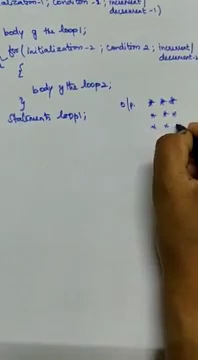 alization-1; condition-1; increment/
decrement-1)
body of the loop1;
for (initialization-2; condition 2; increment/
decrement-2
{
body of the loop2;
}
Statements loop1;
O/p. * * *
* * *
* *